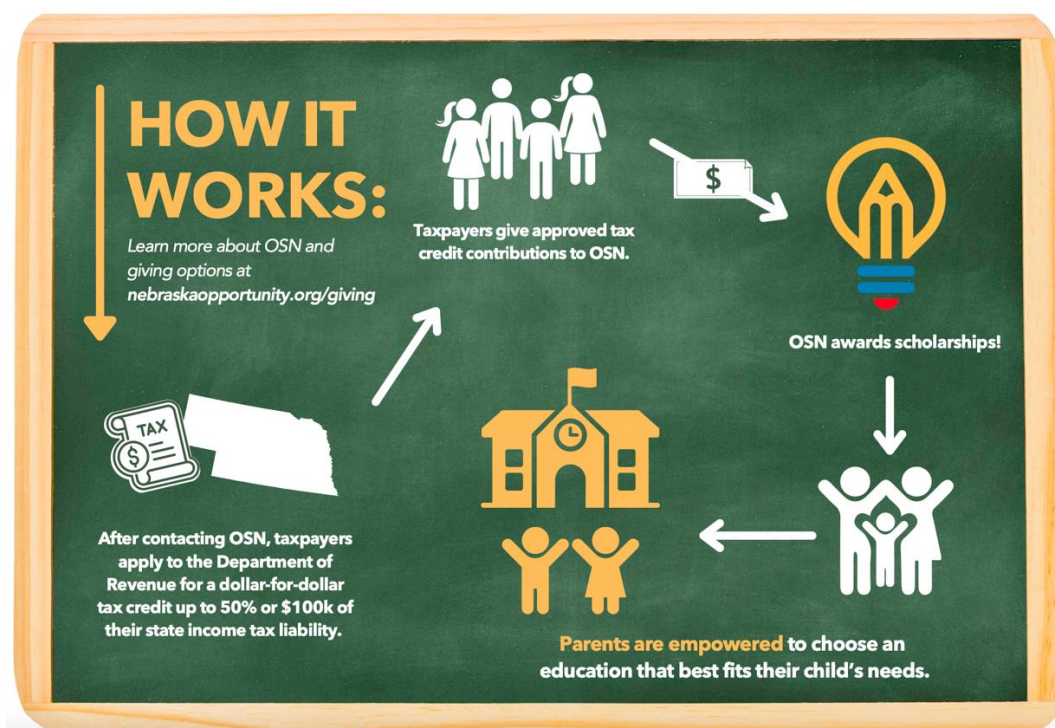 HOW IT
WORKS:
Learn more about OSN and
giving options at
nebraskaopportunity.org/giving
TAX
$
After contacting OSN, taxpayers
apply to the Department of
Revenue for a dollar-for-dollar
tax credit up to 50% or $100k of
their state income tax liability.
Taxpayers give approved tax
credit contributions to OSN.
$
OSN awards scholarships!
Parents are empowered to choose an
education that best fits their child's needs.